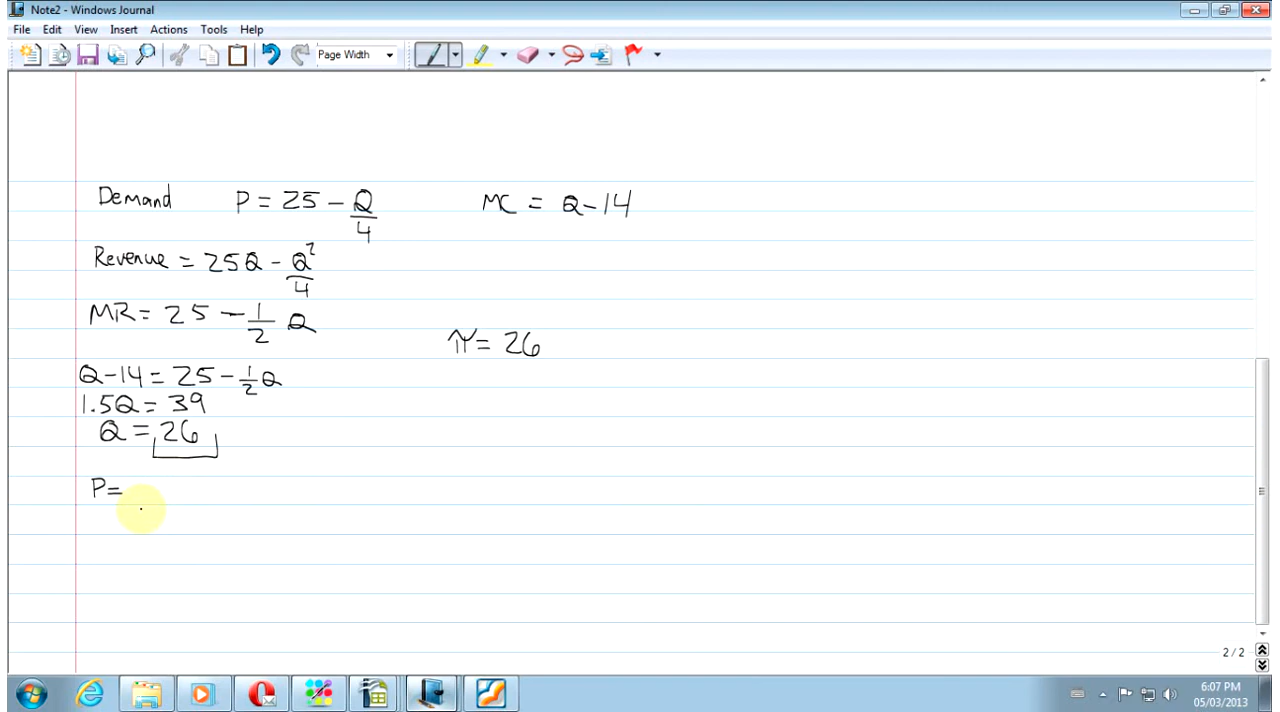 Note2 - Windows Journal
File Edit View Insert Actions Tools Help
Page Width
Demand P = 25 - Q/4 MC = Q-14
Revenue = 25Q - Q²/4
MR = 25 - 1/2 Q
π = 26
Q-14 = 25 - 1/2 Q
1.5Q = 39
Q = 26
P=
2 / 2
6:07 PM
05/03/2013